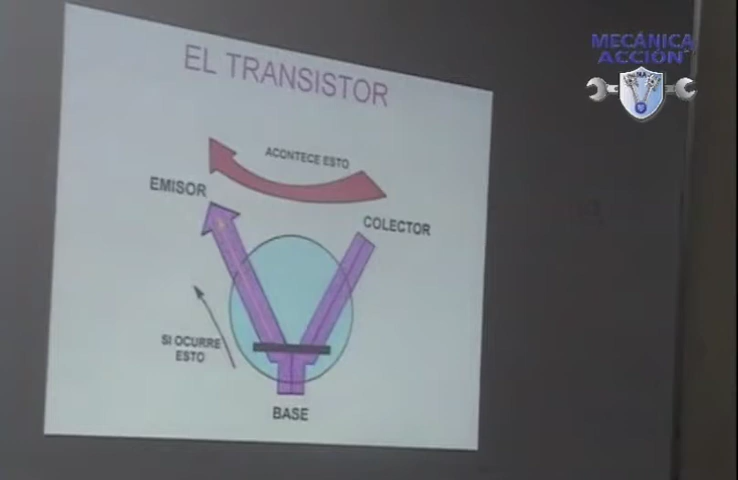 MECÁNICA
ACCIÓN
EL TRANSISTOR
ACONTECE ESTO
EMISOR
COLECTOR
SI OCURRE
ESTO
BASE